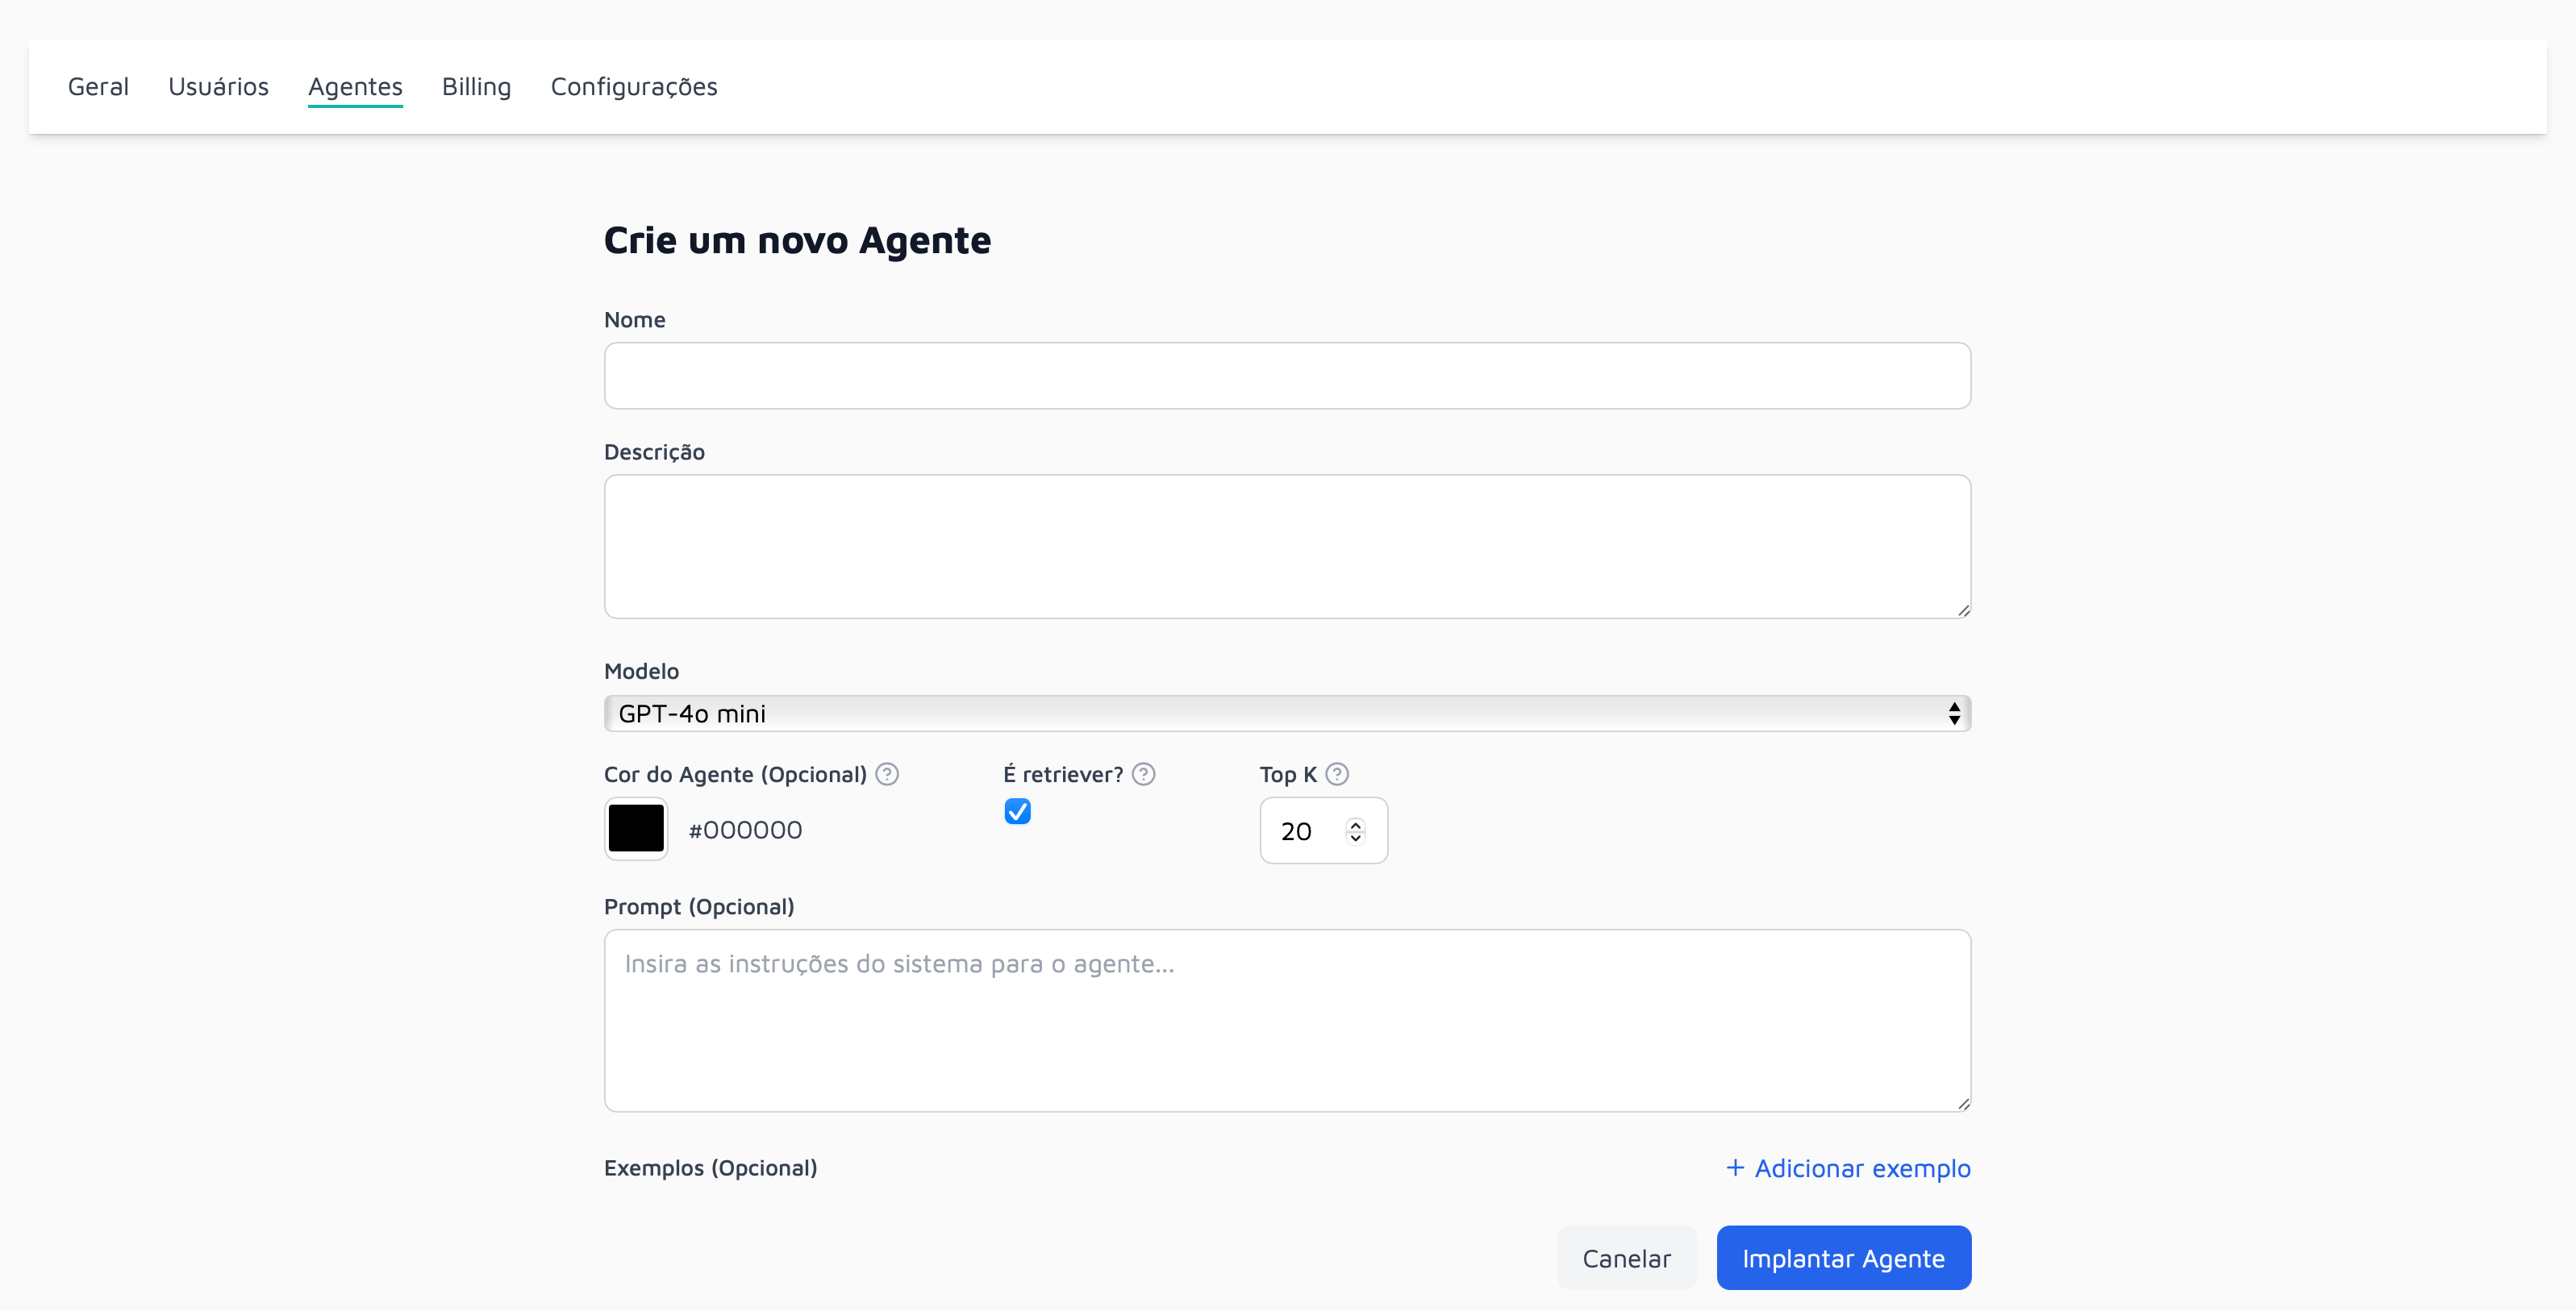 Geral Usuários Agentes Billing Configurações
Crie um novo Agente
Nome
Descrição
Modelo
GPT-4o mini
Cor do Agente (Opcional) ? É retriever? ? Top K ?
#000000 20
Prompt (Opcional)
Insira as instruções do sistema para o agente...
Exemplos (Opcional) + Adicionar exemplo
Canelar Implantar Agente